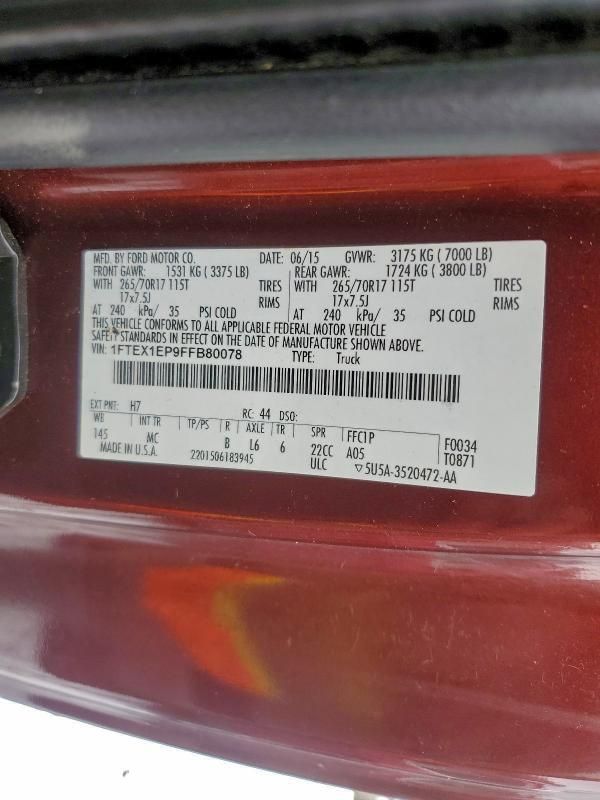 MFD. BY FORD MOTOR CO. DATE: 06/15 GVWR: 3175 KG ( 7000 LB)
FRONT GAWR: 1531 KG ( 3375 LB) REAR GAWR: 1724 KG ( 3800 LB)
WITH 265/70R17 115T TIRES WITH 265/70R17 115T TIRES
17x7.5J RIMS 17x7.5J RIMS
AT 240 kPa/ 35 PSI COLD AT 240 kPa/ 35 PSI COLD
THIS VEHICLE CONFORMS TO ALL APPLICABLE FEDERAL MOTOR VEHICLE
SAFETY STANDARDS IN EFFECT ON THE DATE OF MANUFACTURE SHOWN ABOVE.
VIN: 1FTEX1EP9FFB80078 TYPE: Truck
EXT PNT: H7 RC: 44 DSO:
WB INT TR TP/PS R AXLE TR SPR FFC1P F0034
145 MC B L6 6 22CC A05 T0871
MADE IN U.S.A. 2201506183945 ULC ▽5U5A-3520472-AA